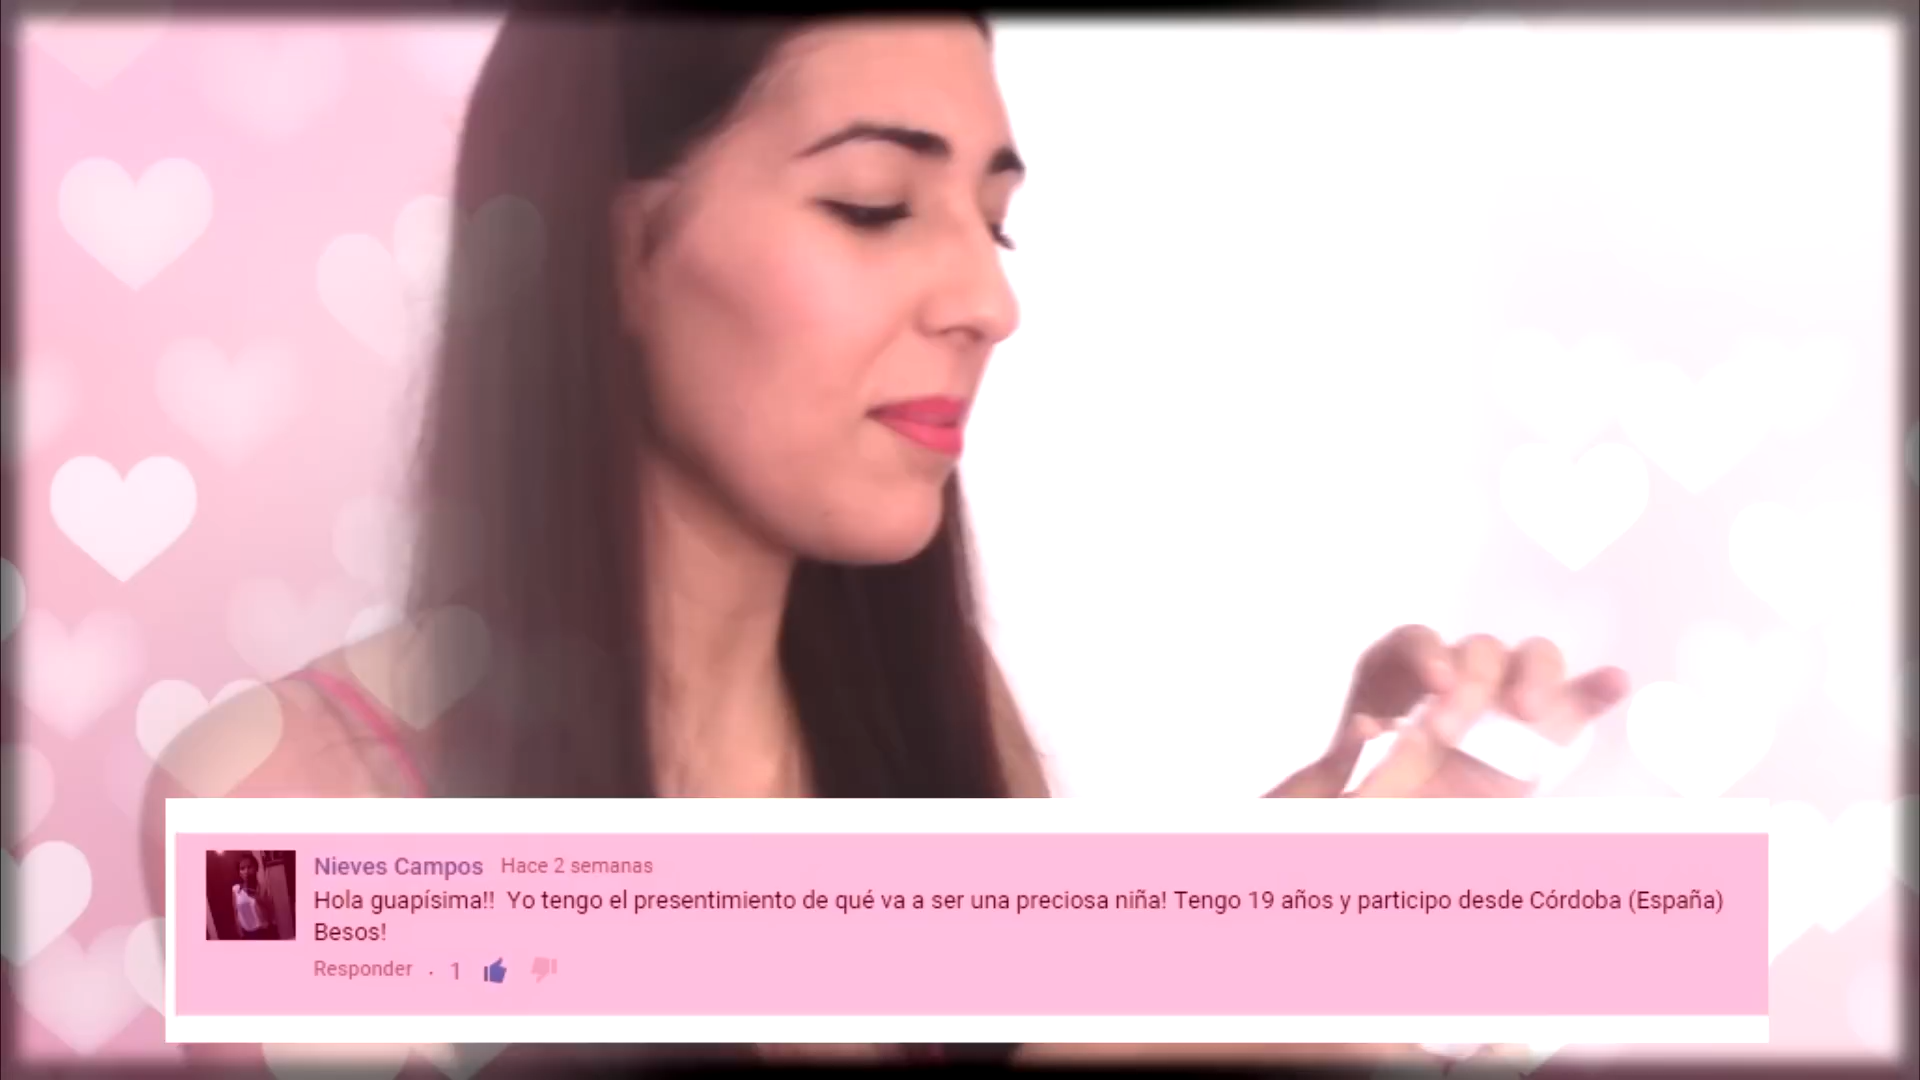 Nieves Campos Hace 2 semanas
Hola guapísima!! Yo tengo el presentimiento de qué va a ser una preciosa niña! Tengo 19 años y participo desde Córdoba (España)
Besos!
Responder · 1